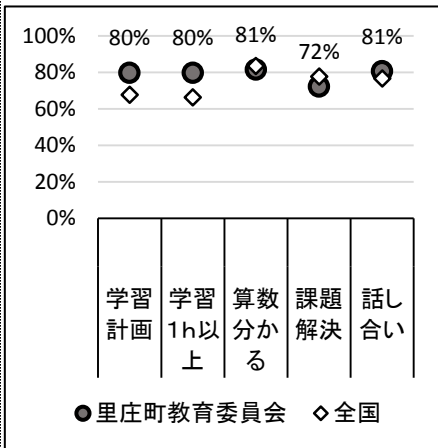 100%
80%
60%
40%
20%
0%
80% 80% 81% 72% 81%
学習計画
学習1h以上
算数分かる
課題解決
話し合い
●里庄町教育委員会 ◇全国